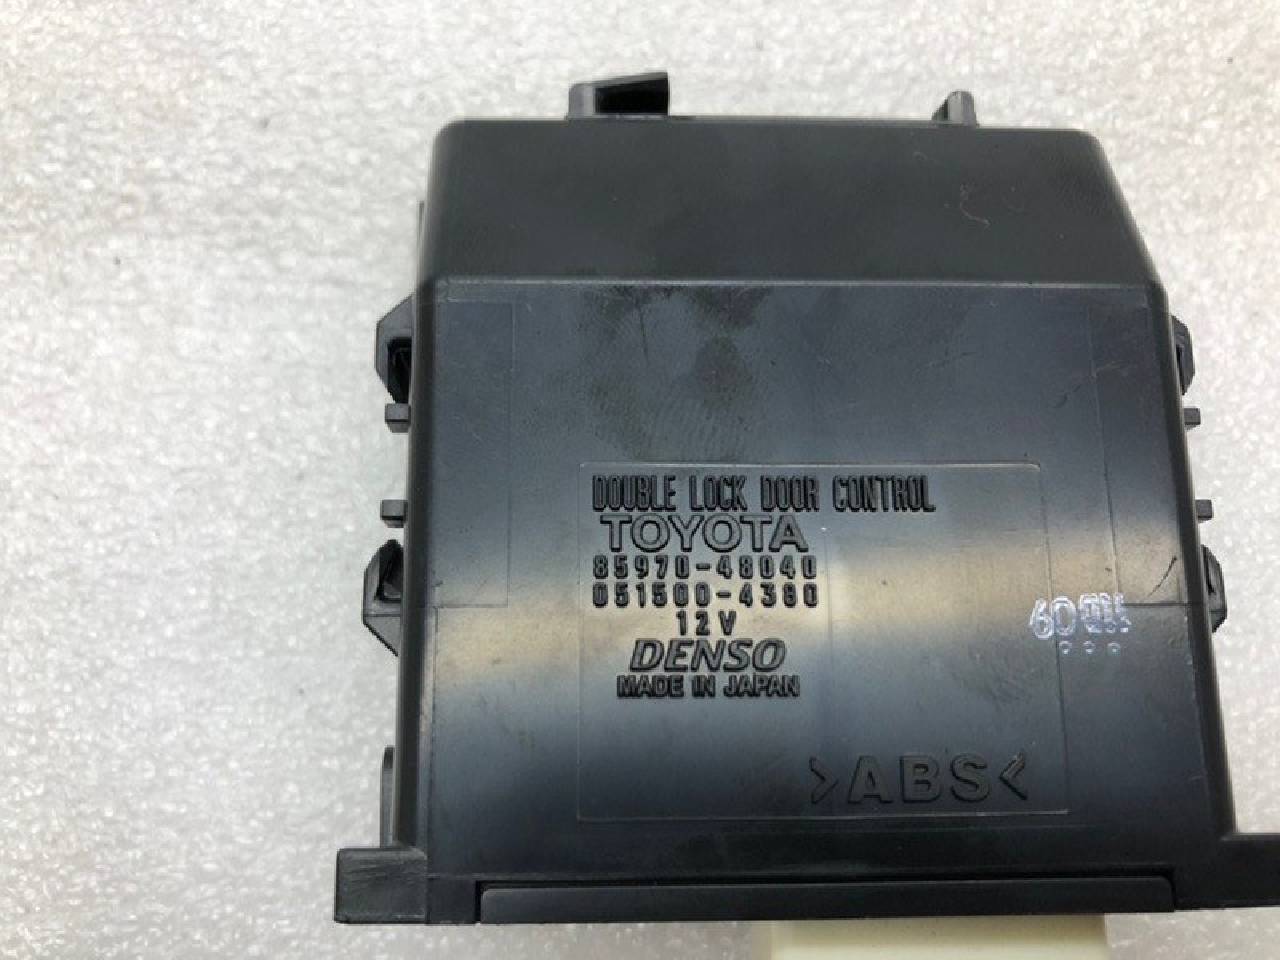 DOUBLE LOCK DOOR CONTROL
TOYOTA
85970-48040
051500-4380
12V
DENSO
MADE IN JAPAN
>ABS<